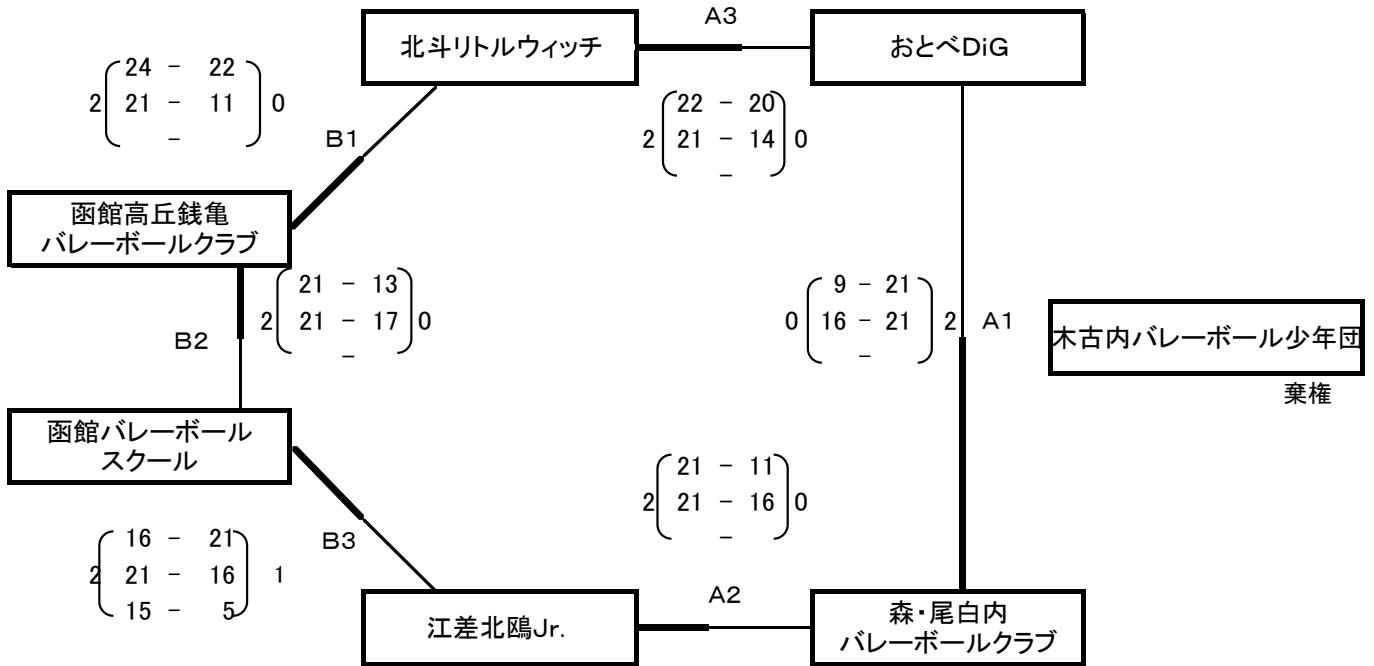 A3
北斗リトルウィッチ
おとべDiG
24 - 22
2 21 - 11 0
-
22 - 20
2 21 - 14 0
-
B1
函館高丘銭亀
バレーボールクラブ
21 - 13
2 21 - 17 0
-
B2
9 - 21
0 16 - 21 2
-
A1
木古内バレーボール少年団
棄権
函館バレーボール
スクール
21 - 11
2 21 - 16 0
-
16 - 21
2 21 - 16 1
15 - 5
B3
A2
江差北鴎Jr.
森・尾白内
バレーボールクラブ